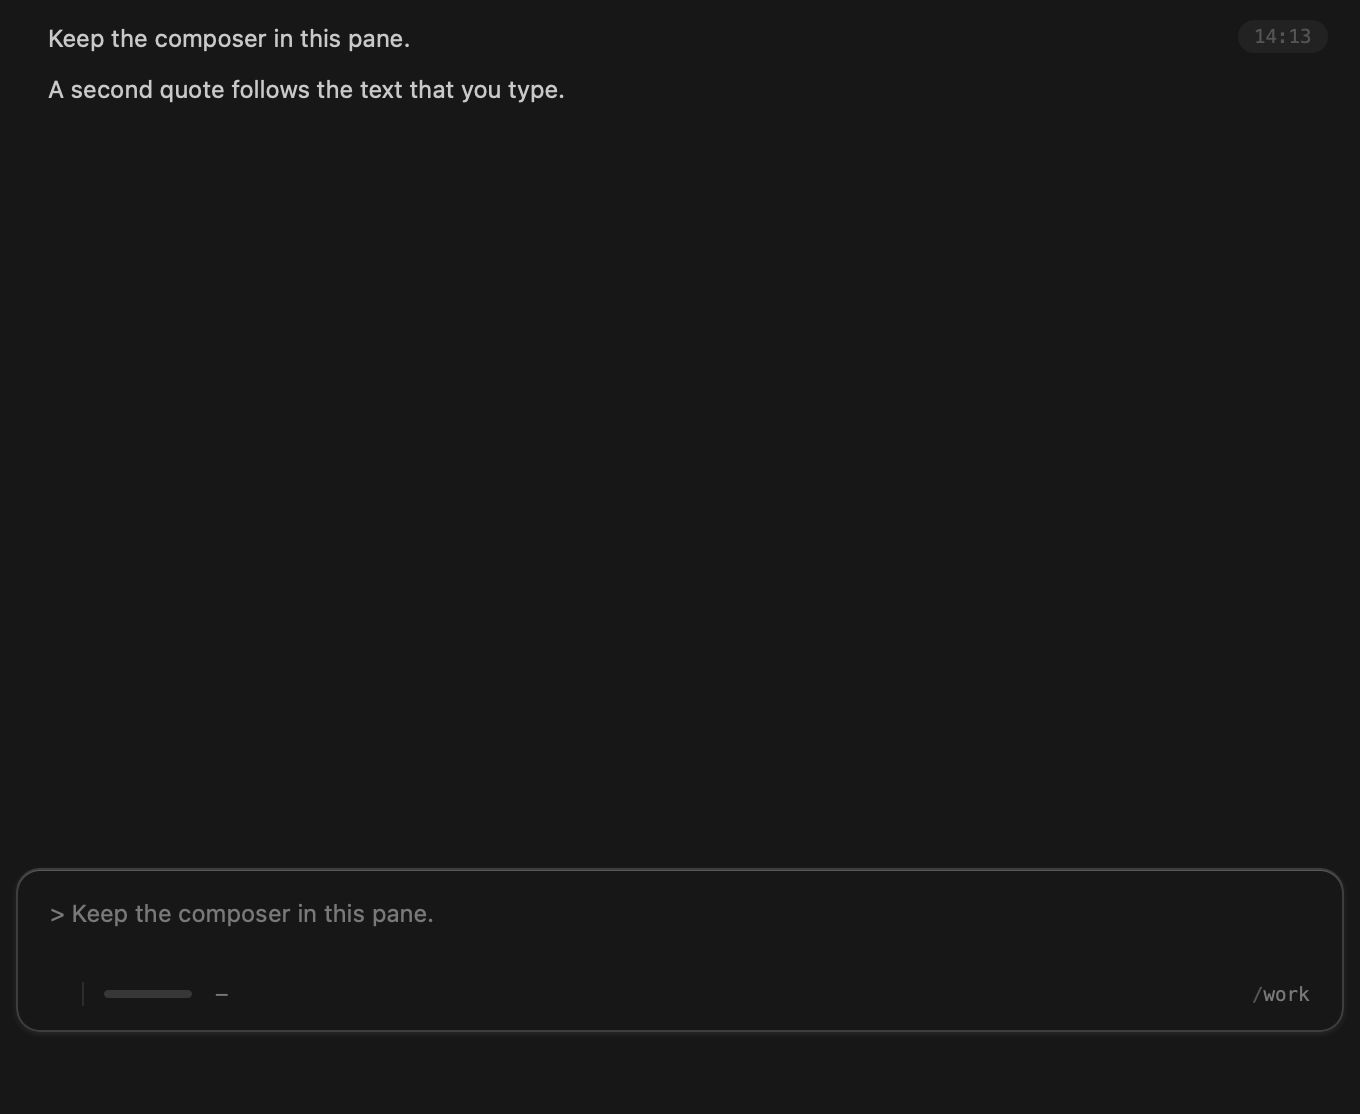 Keep the composer in this pane.
14:13
A second quote follows the text that you type.
> Keep the composer in this pane.
–
/work